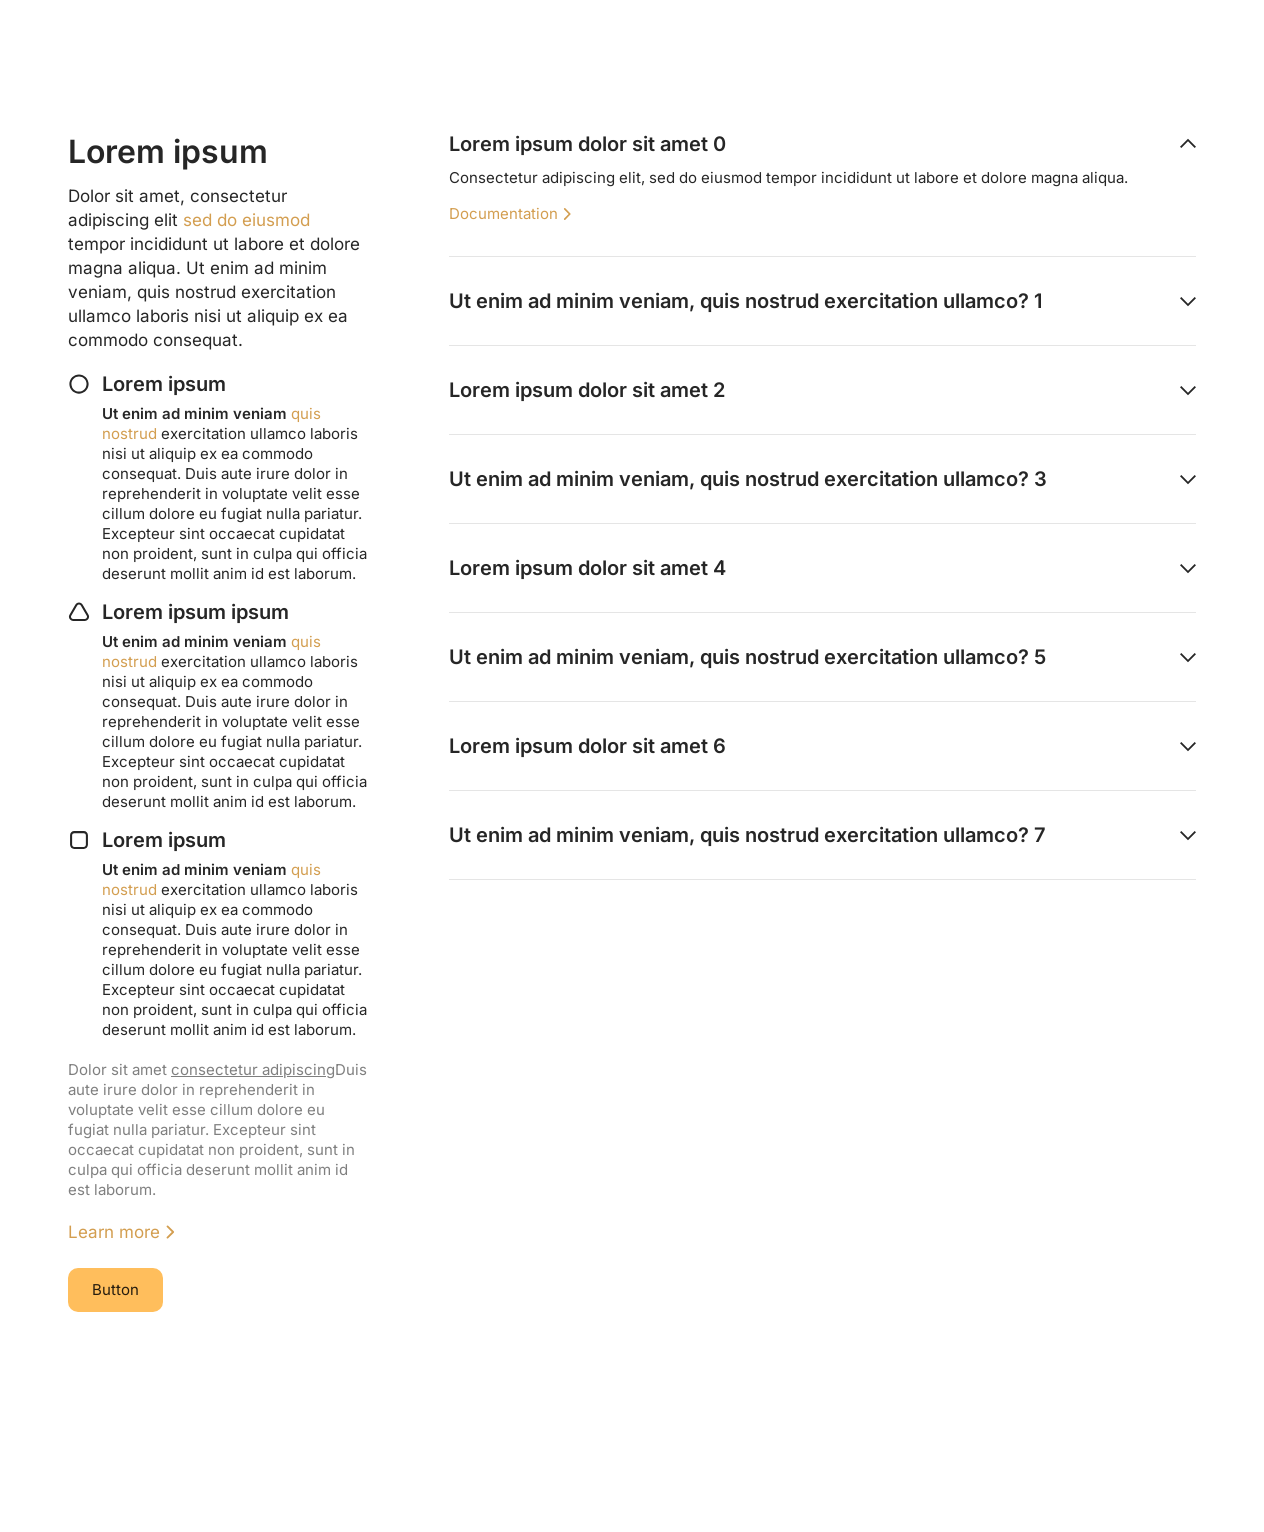 Lorem ipsum
Dolor sit amet, consectetur
adipiscing elit sed do eiusmod
tempor incididunt ut labore et dolore
magna aliqua. Ut enim ad minim
veniam, quis nostrud exercitation
ullamco laboris nisi ut aliquip ex ea
commodo consequat.
Lorem ipsum
Ut enim ad minim veniam quis
nostrud exercitation ullamco laboris
nisi ut aliquip ex ea commodo
consequat. Duis aute irure dolor in
reprehenderit in voluptate velit esse
cillum dolore eu fugiat nulla pariatur.
Excepteur sint occaecat cupidatat
non proident, sunt in culpa qui officia
deserunt mollit anim id est laborum.
Lorem ipsum ipsum
Ut enim ad minim veniam quis
nostrud exercitation ullamco laboris
nisi ut aliquip ex ea commodo
consequat. Duis aute irure dolor in
reprehenderit in voluptate velit esse
cillum dolore eu fugiat nulla pariatur.
Excepteur sint occaecat cupidatat
non proident, sunt in culpa qui officia
deserunt mollit anim id est laborum.
Lorem ipsum
Ut enim ad minim veniam quis
nostrud exercitation ullamco laboris
nisi ut aliquip ex ea commodo
consequat. Duis aute irure dolor in
reprehenderit in voluptate velit esse
cillum dolore eu fugiat nulla pariatur.
Excepteur sint occaecat cupidatat
non proident, sunt in culpa qui officia
deserunt mollit anim id est laborum.
Dolor sit amet consectetur adipiscingDuis
aute irure dolor in reprehenderit in
voluptate velit esse cillum dolore eu
fugiat nulla pariatur. Excepteur sint
occaecat cupidatat non proident, sunt in
culpa qui officia deserunt mollit anim id
est laborum.
Learn more
Button
Lorem ipsum dolor sit amet 0
Consectetur adipiscing elit, sed do eiusmod tempor incididunt ut labore et dolore magna aliqua.
Documentation
Ut enim ad minim veniam, quis nostrud exercitation ullamco? 1
Lorem ipsum dolor sit amet 2
Ut enim ad minim veniam, quis nostrud exercitation ullamco? 3
Lorem ipsum dolor sit amet 4
Ut enim ad minim veniam, quis nostrud exercitation ullamco? 5
Lorem ipsum dolor sit amet 6
Ut enim ad minim veniam, quis nostrud exercitation ullamco? 7